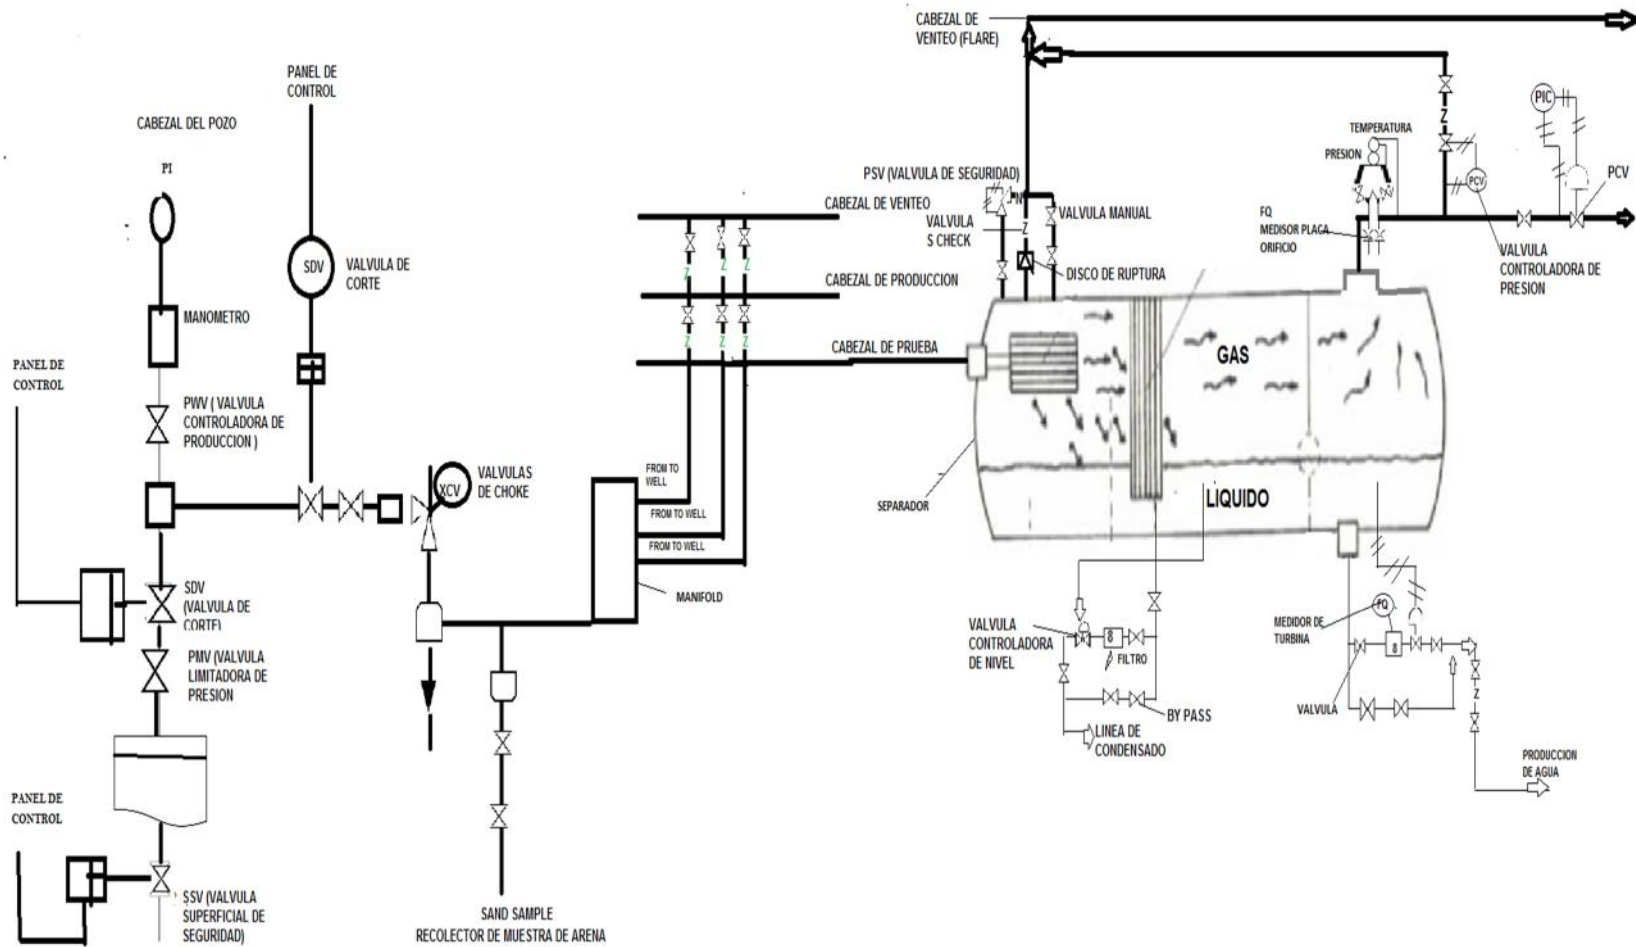 CABEZAL DE
VENTEO (FLARE)
PANEL DE
CONTROL
CABEZAL DEL POZO
PI
SDV
VALVULA DE
CORTE
MANOMETRO
PANEL DE
CONTROL
PWV ( VALVULA
CONTROLADORA DE
PRODUCCION )
XCV
VALVULAS
DE CHOKE
SDV
(VALVULA DE
CORTE)
PMV (VALVULA
LIMITADORA DE
PRESION
PANEL DE
CONTROL
SSV (VALVULA
SUPERFICIAL DE
SEGURIDAD)
SAND SAMPLE
RECOLECTOR DE MUESTRA DE ARENA
MANIFOLD
FROM TO
WELL
FROM TO WELL
FROM TO WELL
CABEZAL DE VENTEO
CABEZAL DE PRODUCCION
CABEZAL DE PRUEBA
Z
Z
Z
Z
Z
Z
PSV (VALVULA DE SEGURIDAD)
N
VALVULA
S CHECK
Z
VALVULA MANUAL
DISCO DE RUPTURA
SEPARADOR
GAS
LIQUIDO
TEMPERATURA
PRESION
FQ
MEDISOR PLACA
ORIFICIO
Z
PCV
PIC
PCV
VALVULA
CONTROLADORA DE
PRESION
VALVULA
CONTROLADORA
DE NIVEL
8
FILTRO
BY PASS
LINEA DE
CONDENSADO
FQ
MEDIDOR DE
TURBINA
8
VALVULA
Z
PRODUCCION
DE AGUA